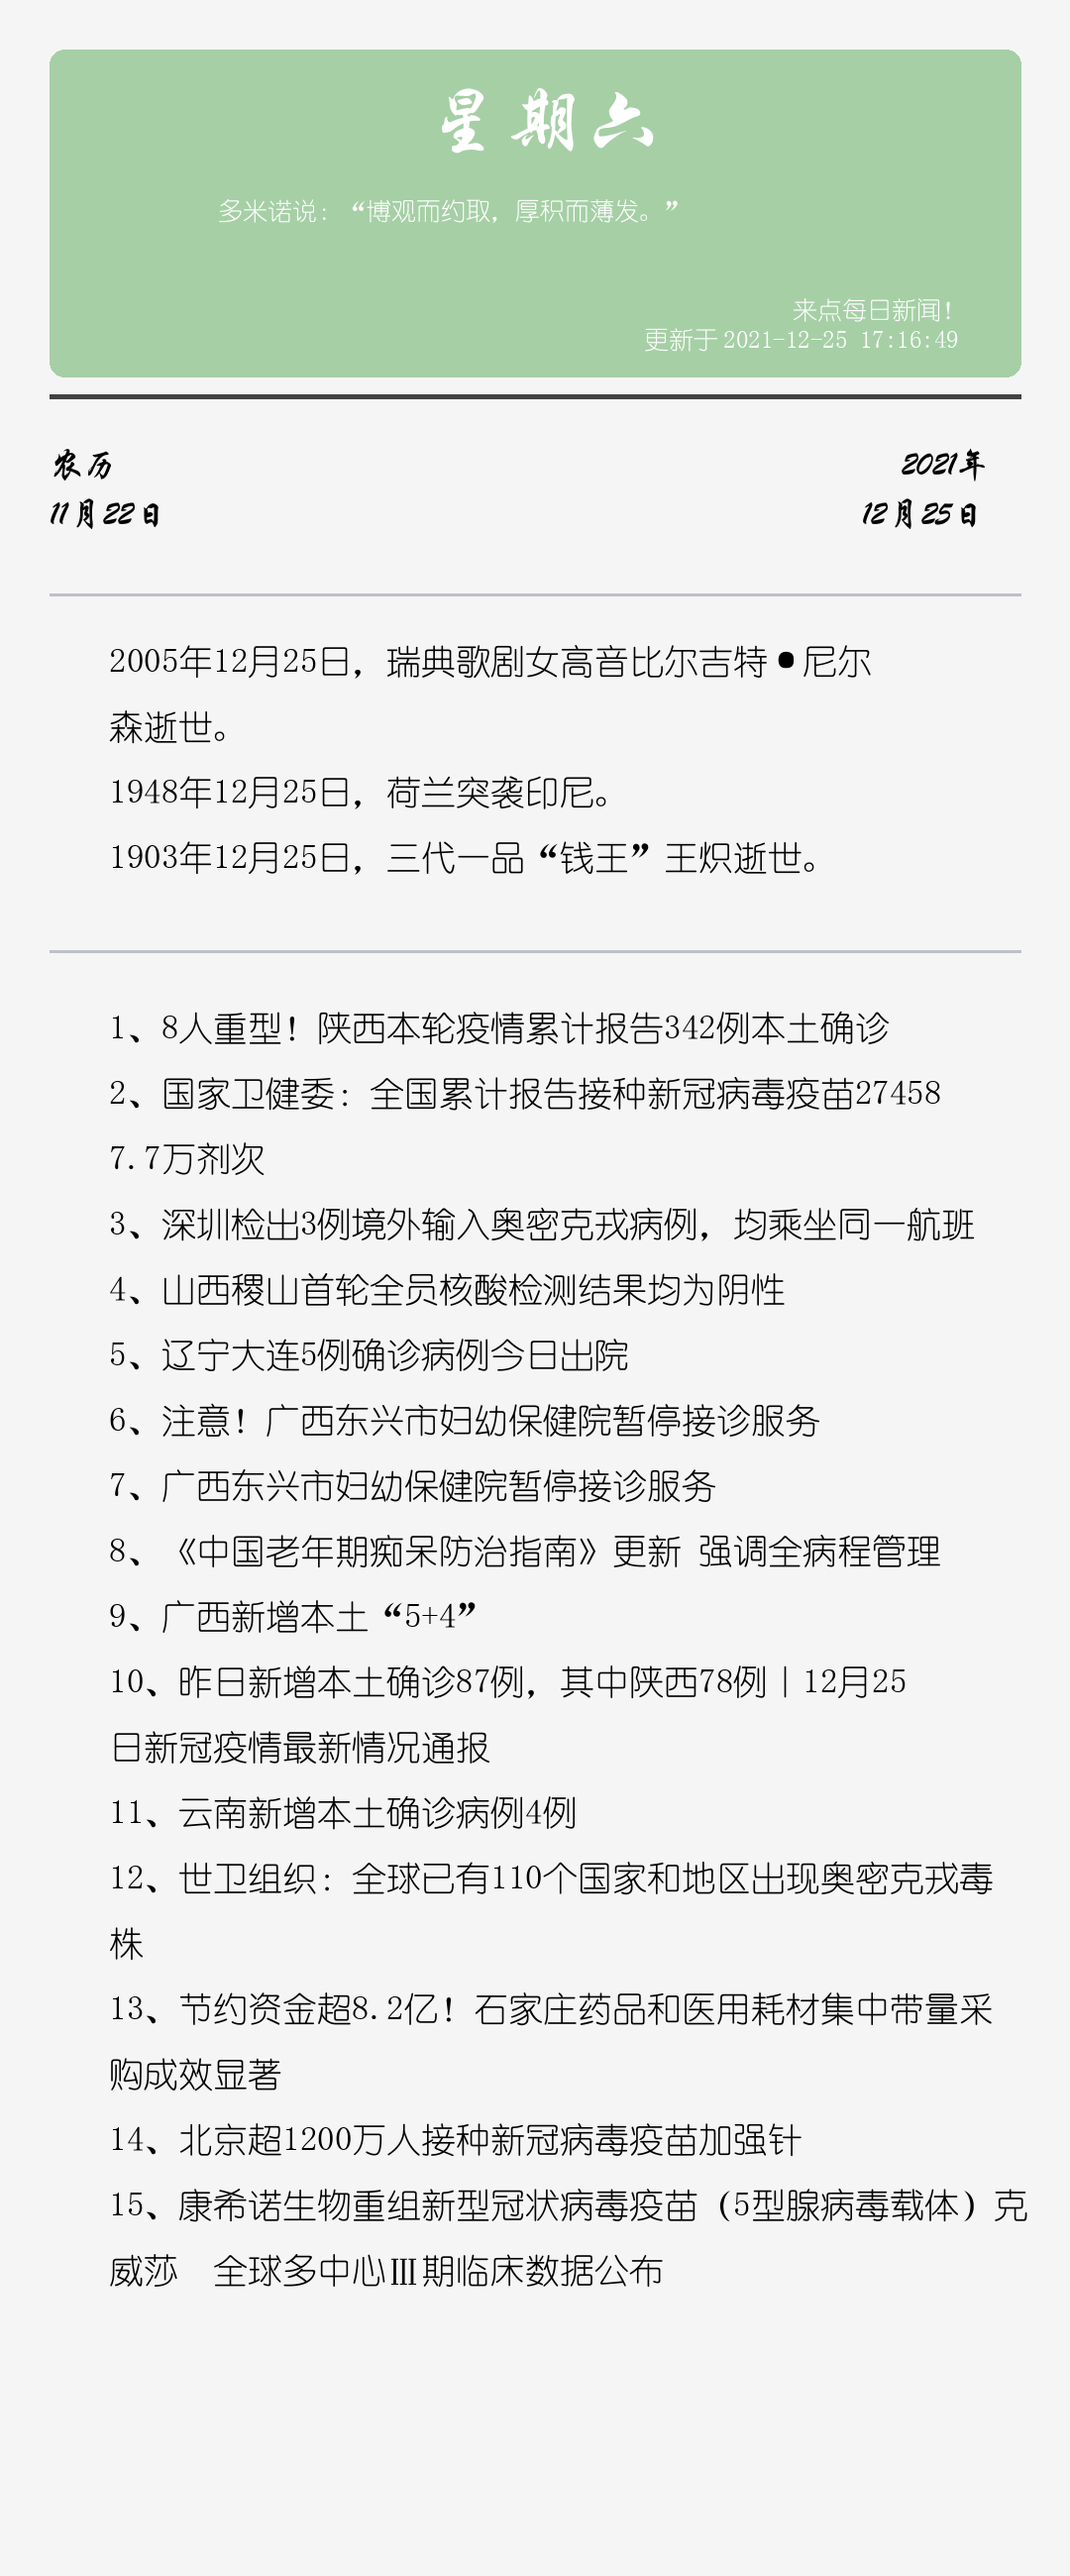 星期六
多米诺说：“博观而约取，厚积而薄发。”
来点每日新闻！
更新于 2021-12-25 17:16:49
农历
2021年
11月22日
12月25日
2005年12月25日，瑞典歌剧女高音比尔吉特•尼尔
森逝世。
1948年12月25日，荷兰突袭印尼。
1903年12月25日，三代一品“钱王”王炽逝世。
1、8人重型！陕西本轮疫情累计报告342例本土确诊
2、国家卫健委：全国累计报告接种新冠病毒疫苗27458
7.7万剂次
3、深圳检出3例境外输入奥密克戎病例，均乘坐同一航班
4、山西稷山首轮全员核酸检测结果均为阴性
5、辽宁大连5例确诊病例今日出院
6、注意！广西东兴市妇幼保健院暂停接诊服务
7、广西东兴市妇幼保健院暂停接诊服务
8、《中国老年期痴呆防治指南》更新 强调全病程管理
9、广西新增本土“5+4”
10、昨日新增本土确诊87例，其中陕西78例｜12月25
日新冠疫情最新情况通报
11、云南新增本土确诊病例4例
12、世卫组织：全球已有110个国家和地区出现奥密克戎毒
株
13、节约资金超8.2亿！石家庄药品和医用耗材集中带量采
购成效显著
14、北京超1200万人接种新冠病毒疫苗加强针
15、康希诺生物重组新型冠状病毒疫苗（5型腺病毒载体）克
威莎　全球多中心Ⅲ期临床数据公布